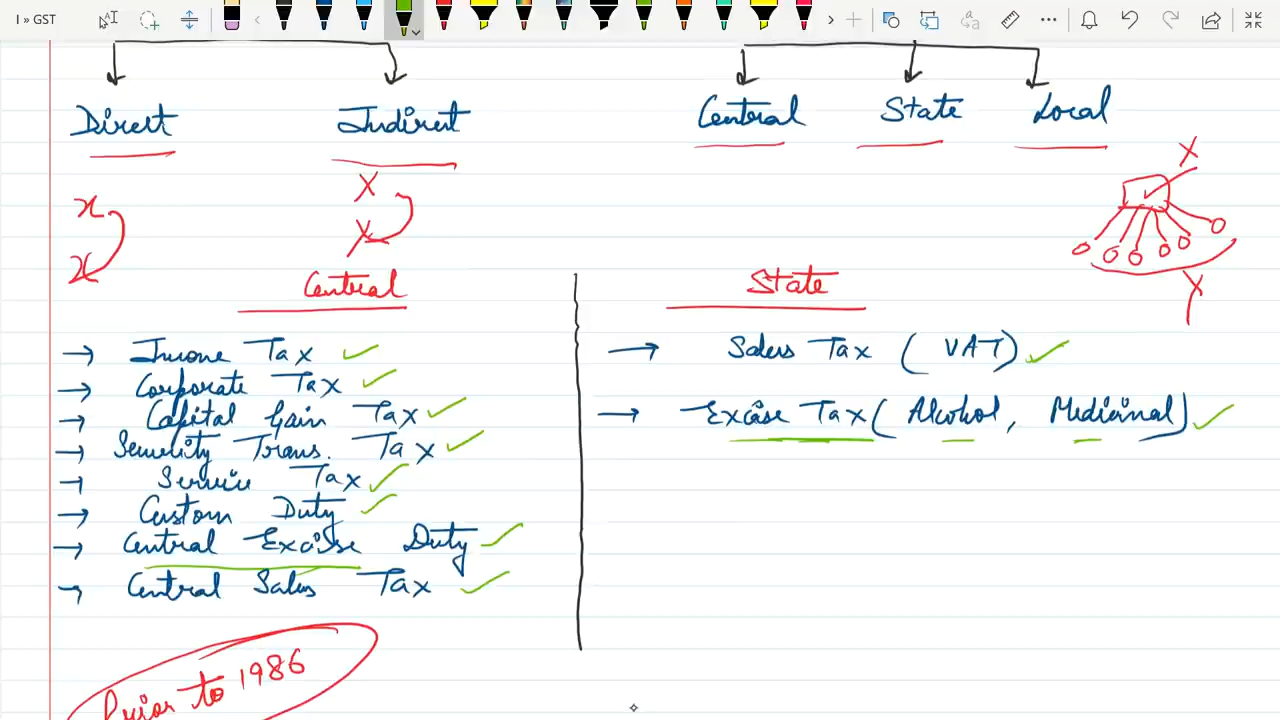 I » GST
Direct Indirect Central State Local
x X X
x X
X
Central State
→ Income Tax ✓ → Sales Tax (VAT) ✓
→ Corporate Tax ✓
→ Capital Gain Tax ✓ → Excise Tax (Alcohol, Medicinal) ✓
→ Security Trans. Tax ✓
→ Service Tax ✓
→ Custom Duty ✓
→ Central Excise Duty ✓
→ Central Sales Tax ✓
Prior to 1986